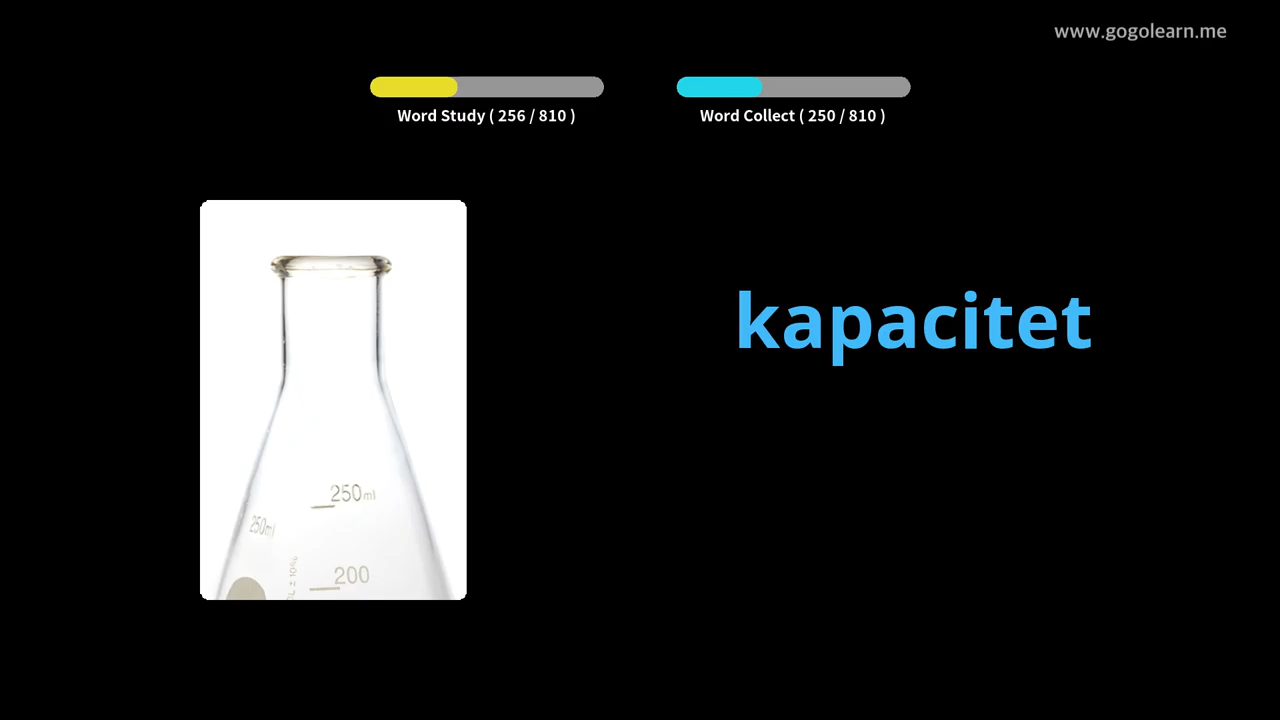 www.gogolearn.me
Word Study ( 256 / 810 )
Word Collect ( 250 / 810 )
kapacitet
250ml
250ml
200